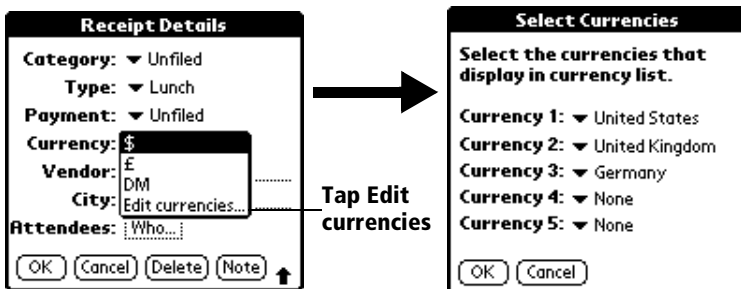 Receipt Details
Category: Unfiled
Type: Lunch
Payment: Unfiled
Currency: $
£
Vendor:
DM
City: Edit currencies...
Attendees: Who...
OK Cancel Delete Note
Tap Edit
currencies
Select Currencies
Select the currencies that
display in currency list.
Currency 1: United States
Currency 2: United Kingdom
Currency 3: Germany
Currency 4: None
Currency 5: None
OK Cancel